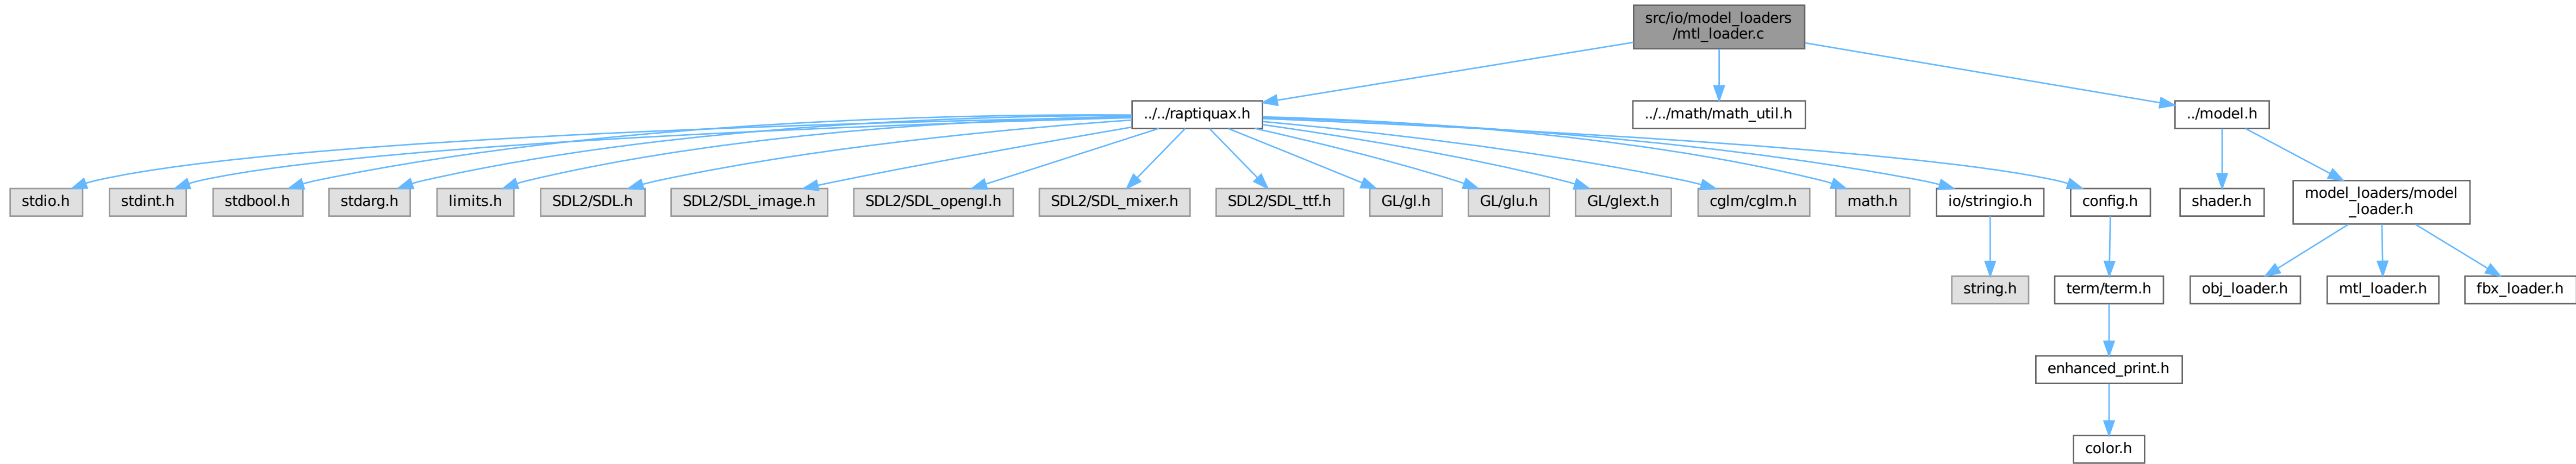 src/io/model_loaders
/mtl_loader.c
../../raptiquax.h
../../math/math_util.h
../model.h
stdio.h
stdint.h
stdbool.h
stdarg.h
limits.h
SDL2/SDL.h
SDL2/SDL_image.h
SDL2/SDL_opengl.h
SDL2/SDL_mixer.h
SDL2/SDL_ttf.h
GL/gl.h
GL/glu.h
GL/glext.h
cglm/cglm.h
math.h
io/stringio.h
config.h
shader.h
model_loaders/model
_loader.h
string.h
term/term.h
obj_loader.h
mtl_loader.h
fbx_loader.h
enhanced_print.h
color.h